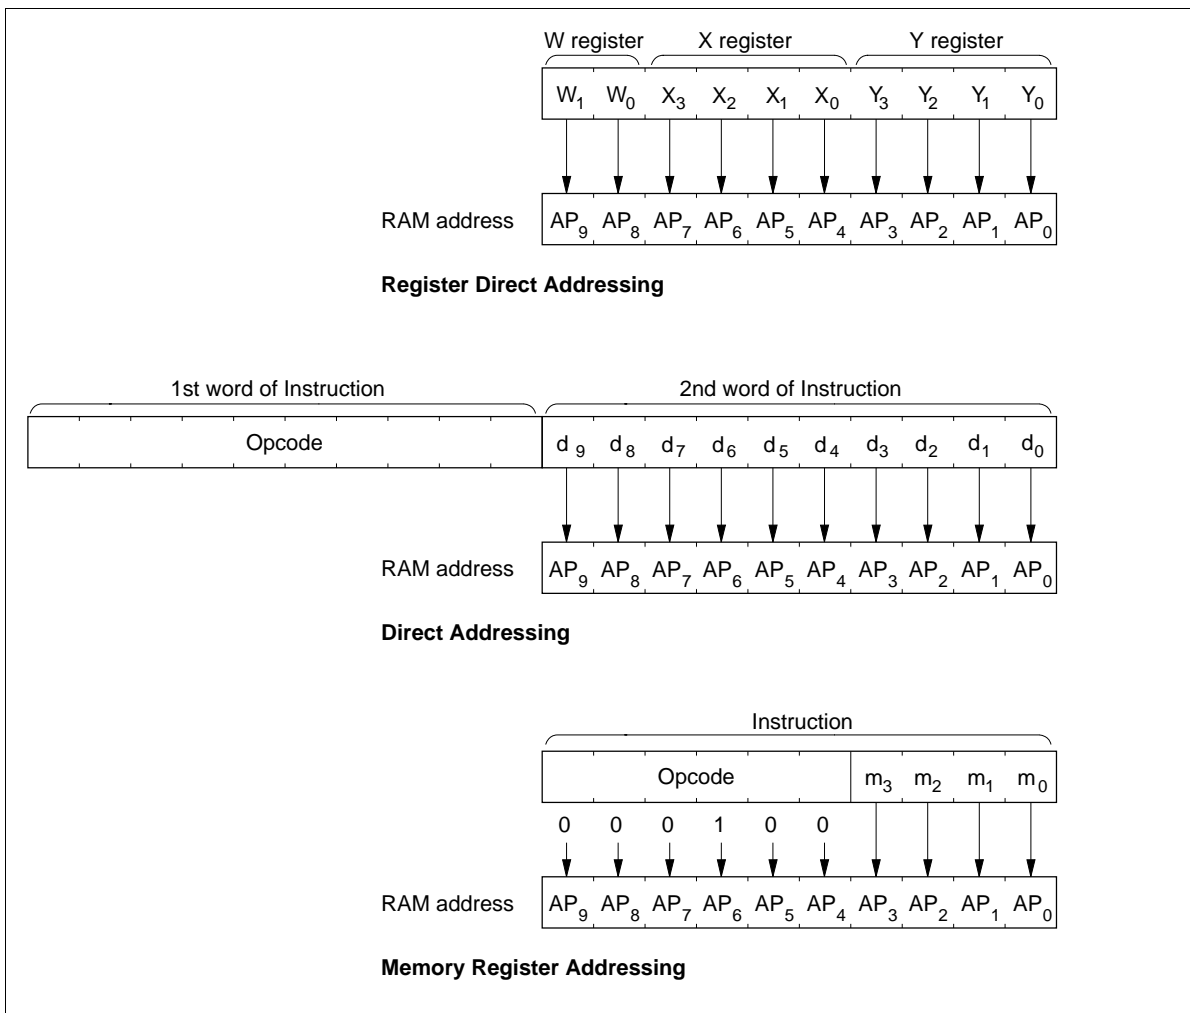 W register X register Y register
W1 W0 X3 X2 X1 X0 Y3 Y2 Y1 Y0
RAM address AP9 AP8 AP7 AP6 AP5 AP4 AP3 AP2 AP1 AP0
Register Direct Addressing
1st word of Instruction 2nd word of Instruction
Opcode d9 d8 d7 d6 d5 d4 d3 d2 d1 d0
RAM address AP9 AP8 AP7 AP6 AP5 AP4 AP3 AP2 AP1 AP0
Direct Addressing
Instruction
Opcode m3 m2 m1 m0
0 0 0 1 0 0
RAM address AP9 AP8 AP7 AP6 AP5 AP4 AP3 AP2 AP1 AP0
Memory Register Addressing